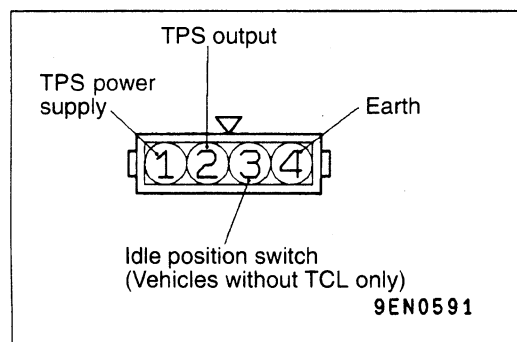 TPS output
TPS power
supply
Earth
1 2 3 4
Idle position switch
(Vehicles without TCL only)
9EN0591